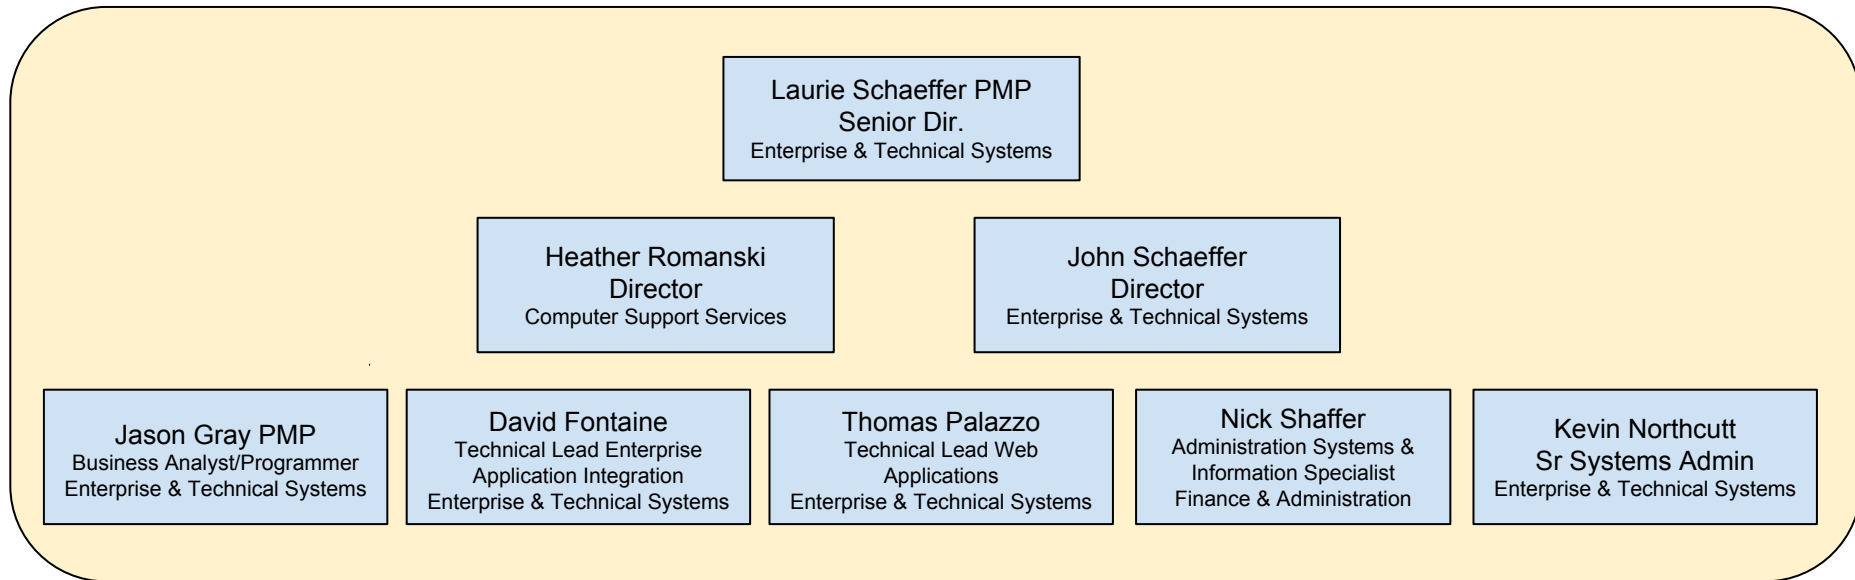 Laurie Schaeffer PMP
Senior Dir.
Enterprise & Technical Systems
Heather Romanski
Director
Computer Support Services
John Schaeffer
Director
Enterprise & Technical Systems
Jason Gray PMP
Business Analyst/Programmer
Enterprise & Technical Systems
David Fontaine
Technical Lead Enterprise
Application Integration
Enterprise & Technical Systems
Thomas Palazzo
Technical Lead Web
Applications
Enterprise & Technical Systems
Nick Shaffer
Administration Systems &
Information Specialist
Finance & Administration
Kevin Northcutt
Sr Systems Admin
Enterprise & Technical Systems